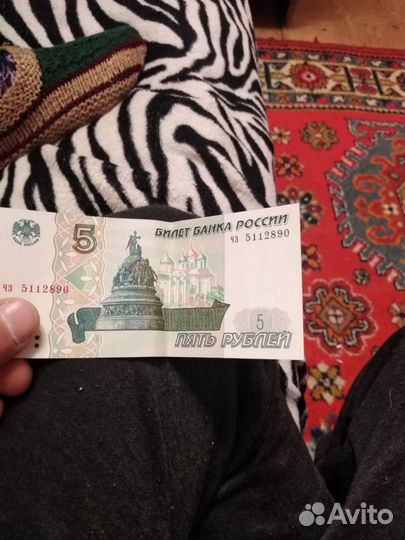 5
БИЛЕТ БАНКА РОССИИ
чз 5112890
чз 5112890
5
ПЯТЬ РУБЛЕЙ
Avito